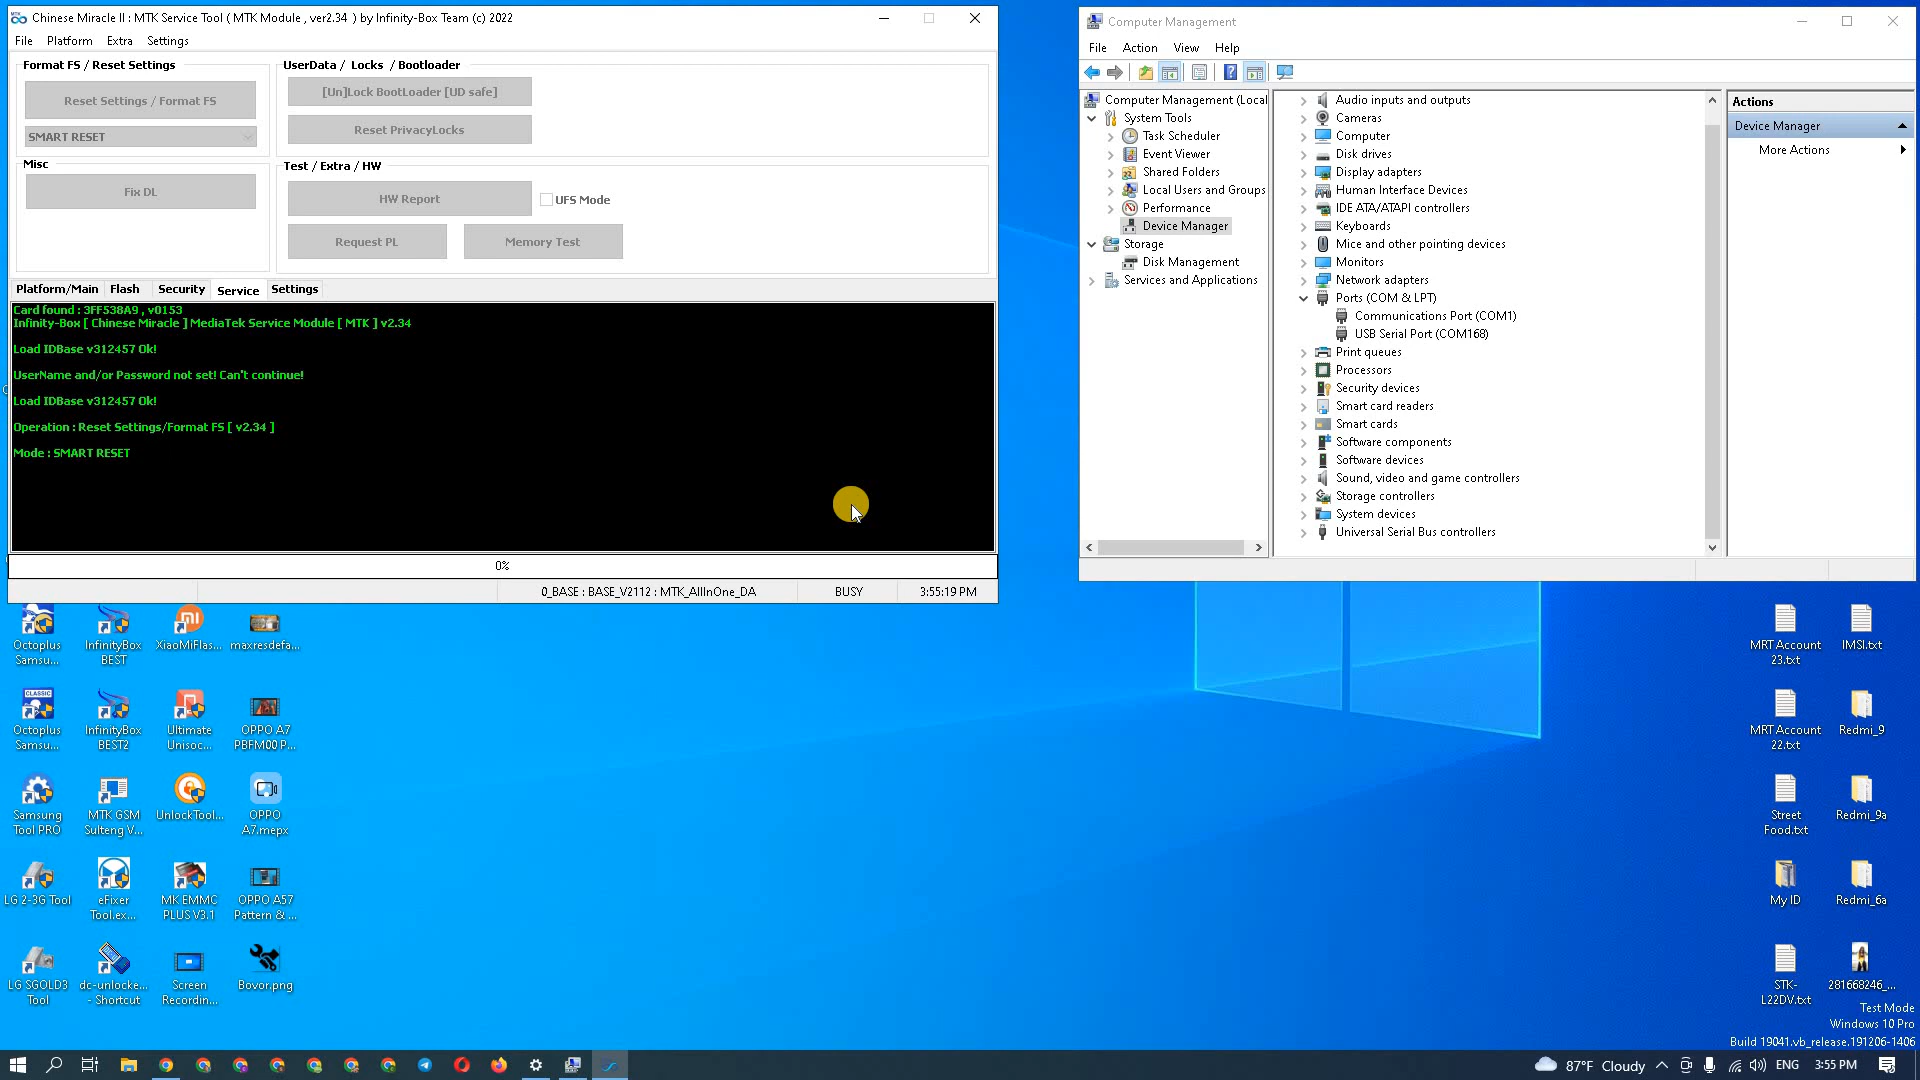 Chinese Miracle II : MTK Service Tool ( MTK Module , ver2.34 ) by Infinity-Box Team (c) 2022
File Platform Extra Settings
Format FS / Reset Settings
Reset Settings / Format FS
SMART RESET
Misc
Fix DL
UserData / Locks / Bootloader
[Un]Lock BootLoader [UD safe]
Reset PrivacyLocks
Test / Extra / HW
HW Report
UFS Mode
Request PL
Memory Test
Platform/Main Flash Security Service Settings
Card found : 3FF538A9 , v0153
Infinity-Box [ Chinese Miracle ] MediaTek Service Module [ MTK ] v2.34
Load IDBase v312457 Ok!
UserName and/or Password not set! Can't continue!
Load IDBase v312457 Ok!
Operation : Reset Settings/Format FS [ v2.34 ]
Mode : SMART RESET
0%
0_BASE : BASE_V2112 : MTK_AllInOne_DA BUSY 3:55:19 PM
Computer Management
File Action View Help
Computer Management (Local
System Tools
Task Scheduler
Event Viewer
Shared Folders
Local Users and Groups
Performance
Device Manager
Storage
Disk Management
Services and Applications
Audio inputs and outputs
Cameras
Computer
Disk drives
Display adapters
Human Interface Devices
IDE ATA/ATAPI controllers
Keyboards
Mice and other pointing devices
Monitors
Network adapters
Ports (COM & LPT)
Communications Port (COM1)
USB Serial Port (COM168)
Print queues
Processors
Security devices
Smart card readers
Smart cards
Software components
Software devices
Sound, video and game controllers
Storage controllers
System devices
Universal Serial Bus controllers
Actions
Device Manager
More Actions
Octoplus
Samsu...
InfinityBox
BEST
XiaoMiFlas...
maxresdefa...
CLASSIC
Octoplus
Samsu...
InfinityBox
BEST2
Ultimate
Unisoc...
OPPO A7
PBFM00 P...
Samsung
Tool PRO
MTK GSM
Sulteng V...
UnlockTool...
OPPO
A7.mepx
LG 2-3G Tool
eFixer
Tool.ex...
MK EMMC
PLUS V3.1
OPPO A57
Pattern & ...
LG SGOLD3
Tool
dc-unlocke...
- Shortcut
Screen
Recordin...
Bovor.png
MRT Account
23.txt
IMSI.txt
MRT Account
22.txt
Redmi_9
Street
Food.txt
Redmi_9a
My ID
Redmi_6a
STK-
L22DV.txt
281668246_...
Test Mode
Windows 10 Pro
Build 19041.vb_release.191206-1406
87°F Cloudy ENG 3:55 PM